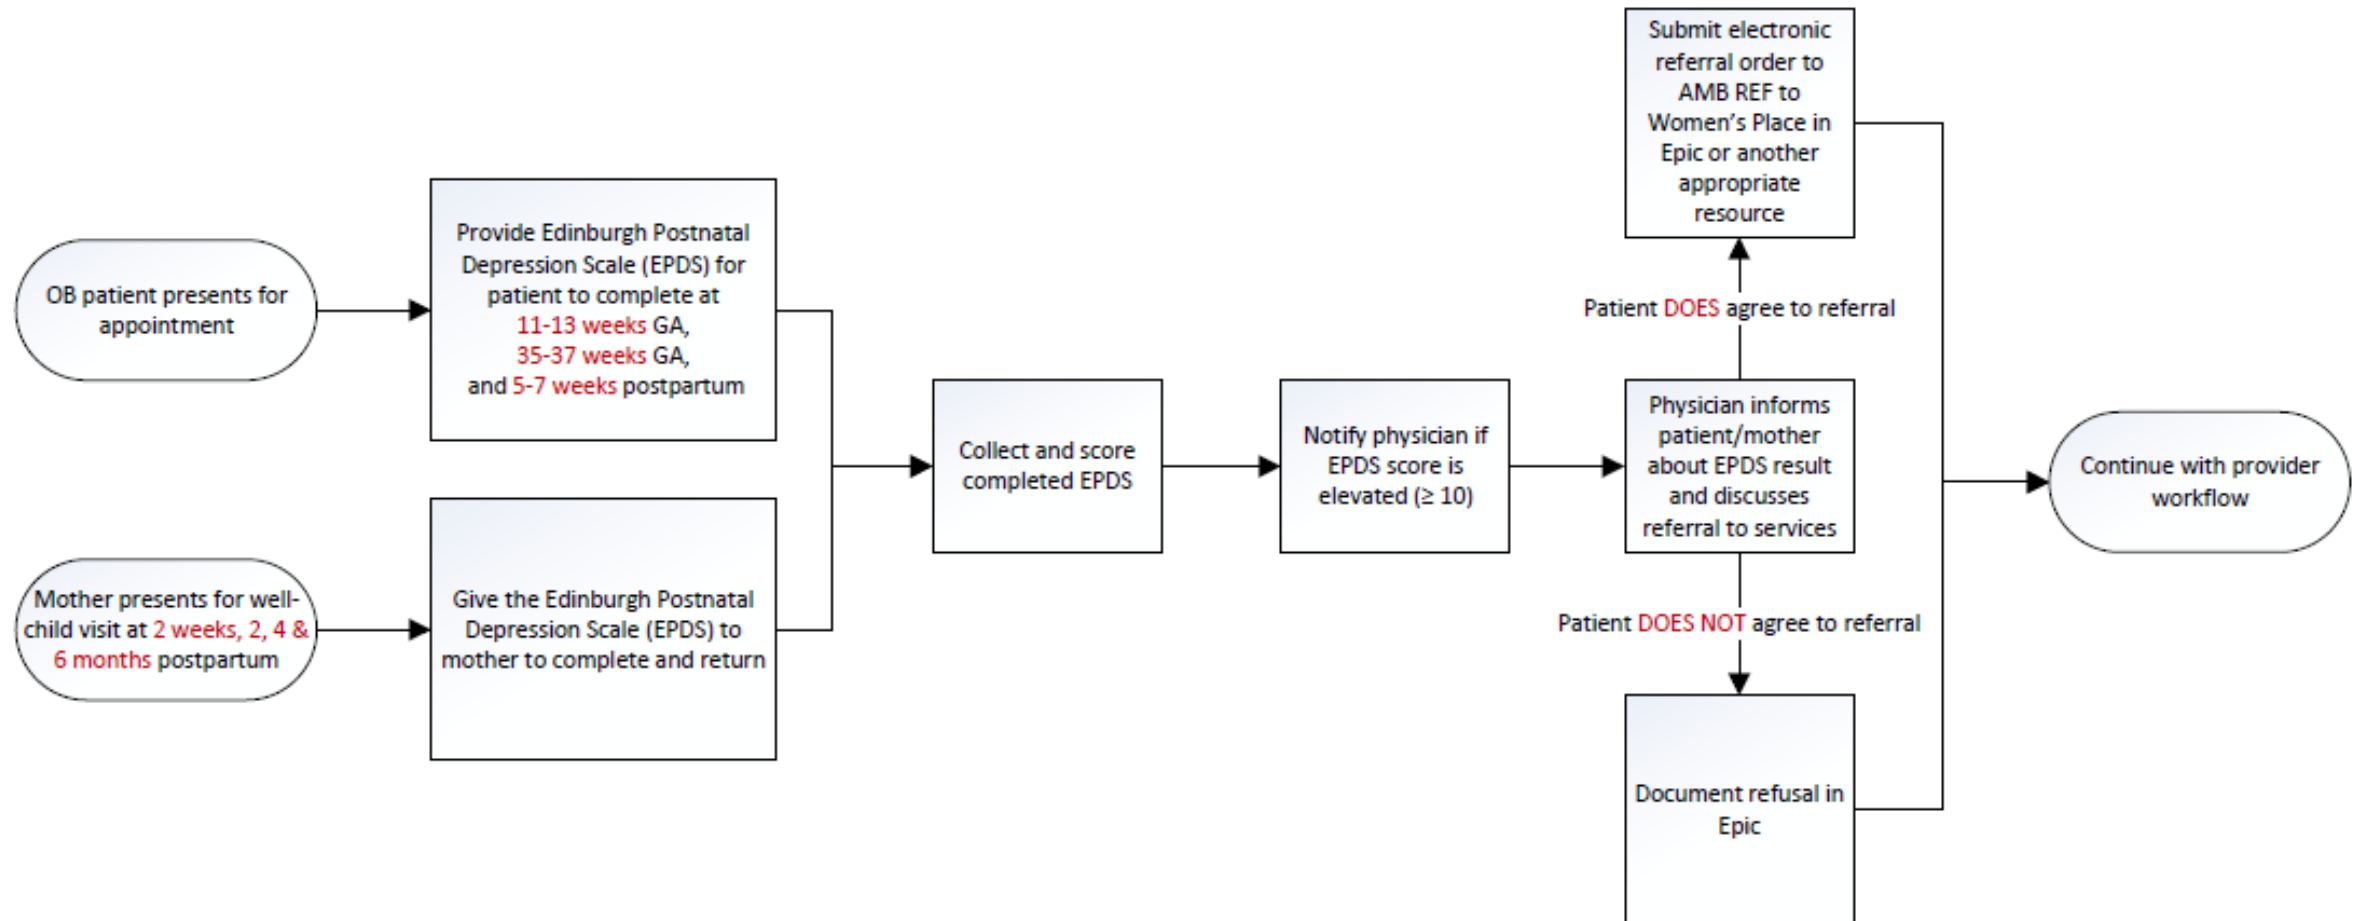 OB patient presents for
appointment
Provide Edinburgh Postnatal
Depression Scale (EPDS) for
patient to complete at
11-13 weeks GA,
35-37 weeks GA,
and 5-7 weeks postpartum
Mother presents for well-
child visit at 2 weeks, 2, 4 &
6 months postpartum
Give the Edinburgh Postnatal
Depression Scale (EPDS) to
mother to complete and return
Collect and score
completed EPDS
Notify physician if
EPDS score is
elevated (≥ 10)
Physician informs
patient/mother
about EPDS result
and discusses
referral to services
Patient DOES agree to referral
Submit electronic
referral order to
AMB REF to
Women’s Place in
Epic or another
appropriate
resource
Patient DOES NOT agree to referral
Document refusal in
Epic
Continue with provider
workflow